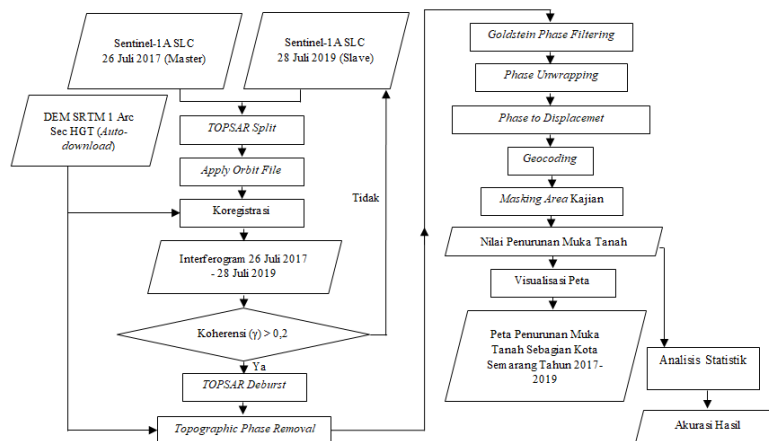 Sentinel-1A SLC
26 Juli 2017 (Master)
Sentinel-1A SLC
28 Juli 2019 (Slave)
DEM SRTM 1 Arc
Sec HGT (Auto-
download)
TOPSAR Split
Apply Orbit File
Koregistrasi
Tidak
Interferogram 26 Juli 2017
- 28 Juli 2019
Koherensi (γ) > 0,2
Ya
TOPSAR Deburst
Topographic Phase Removal
Goldstein Phase Filtering
Phase Unwrapping
Phase to Displacemet
Geocoding
Masking Area Kajian
Nilai Penurunan Muka Tanah
Visualisasi Peta
Peta Penurunan Muka
Tanah Sebagian Kota
Semarang Tahun 2017-
2019
Analisis Statistik
Akurasi Hasil